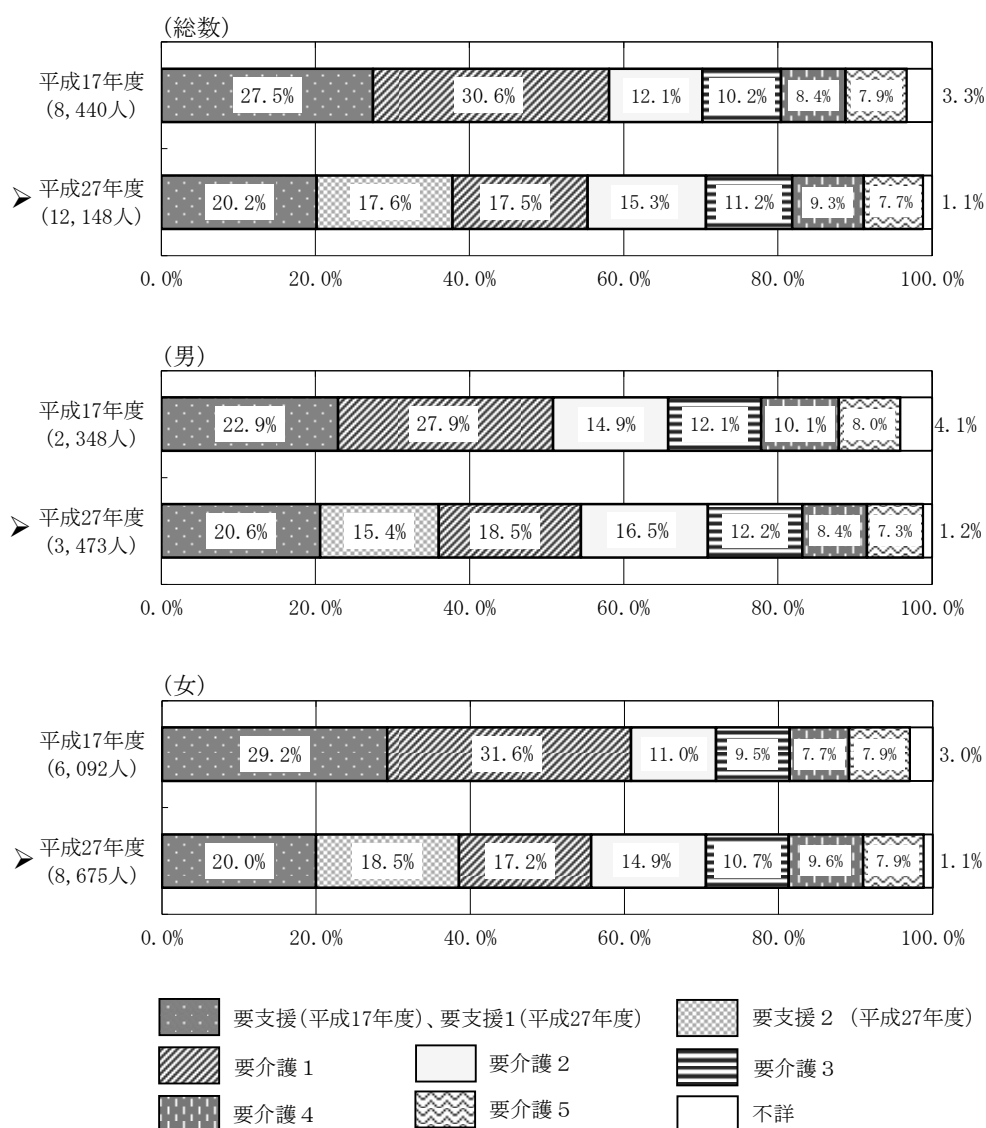 (総数)
平成17年度
(8,440人)
27.5% 30.6% 12.1% 10.2% 8.4% 7.9% 3.3%
➢ 平成27年度
(12,148人)
20.2% 17.6% 17.5% 15.3% 11.2% 9.3% 7.7% 1.1%
0.0% 20.0% 40.0% 60.0% 80.0% 100.0%
(男)
平成17年度
(2,348人)
22.9% 27.9% 14.9% 12.1% 10.1% 8.0% 4.1%
➢ 平成27年度
(3,473人)
20.6% 15.4% 18.5% 16.5% 12.2% 8.4% 7.3% 1.2%
0.0% 20.0% 40.0% 60.0% 80.0% 100.0%
(女)
平成17年度
(6,092人)
29.2% 31.6% 11.0% 9.5% 7.7% 7.9% 3.0%
➢ 平成27年度
(8,675人)
20.0% 18.5% 17.2% 14.9% 10.7% 9.6% 7.9% 1.1%
0.0% 20.0% 40.0% 60.0% 80.0% 100.0%
要支援(平成17年度)、要支援1(平成27年度) 要支援2 (平成27年度)
要介護1 要介護2 要介護3
要介護4 要介護5 不詳